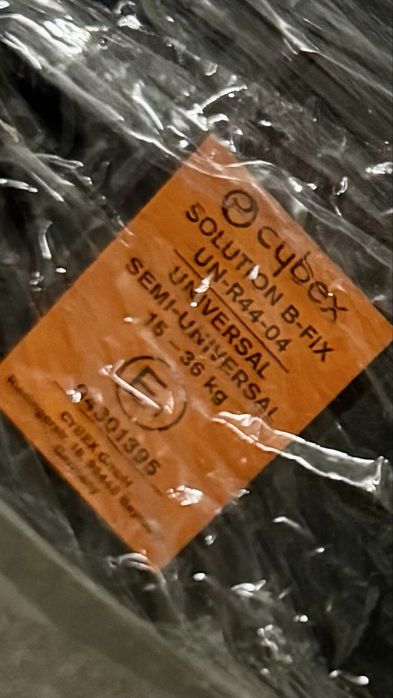 cybex
SOLUTION B-FIX
UN-R44-04
UNIVERSAL
SEMI-UNIVERSAL
15 – 36 kg
E
04301395
CYBEX GmbH
Germany